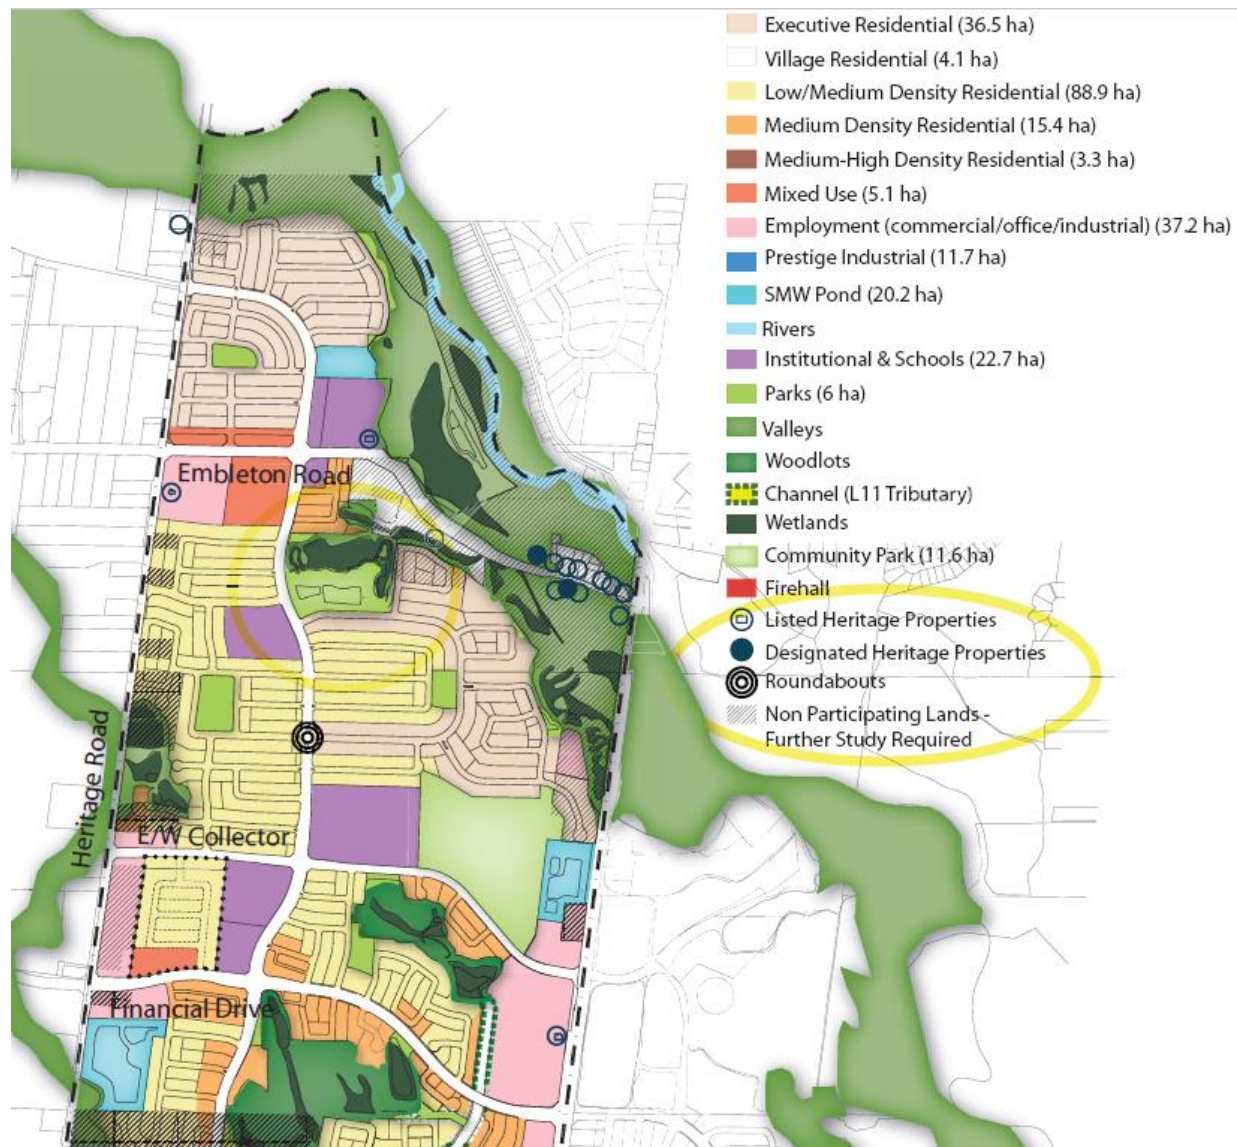 Executive Residential (36.5 ha)
Village Residential (4.1 ha)
Low/Medium Density Residential (88.9 ha)
Medium Density Residential (15.4 ha)
Medium-High Density Residential (3.3 ha)
Mixed Use (5.1 ha)
Employment (commercial/office/industrial) (37.2 ha)
Prestige Industrial (11.7 ha)
SMW Pond (20.2 ha)
Rivers
Institutional & Schools (22.7 ha)
Parks (6 ha)
Valleys
Woodlots
Channel (L11 Tributary)
Wetlands
Community Park (11.6 ha)
Firehall
Listed Heritage Properties
Designated Heritage Properties
Roundabouts
Non Participating Lands -
Further Study Required
Embleton Road
Heritage Road
E/W Collector
Financial Drive